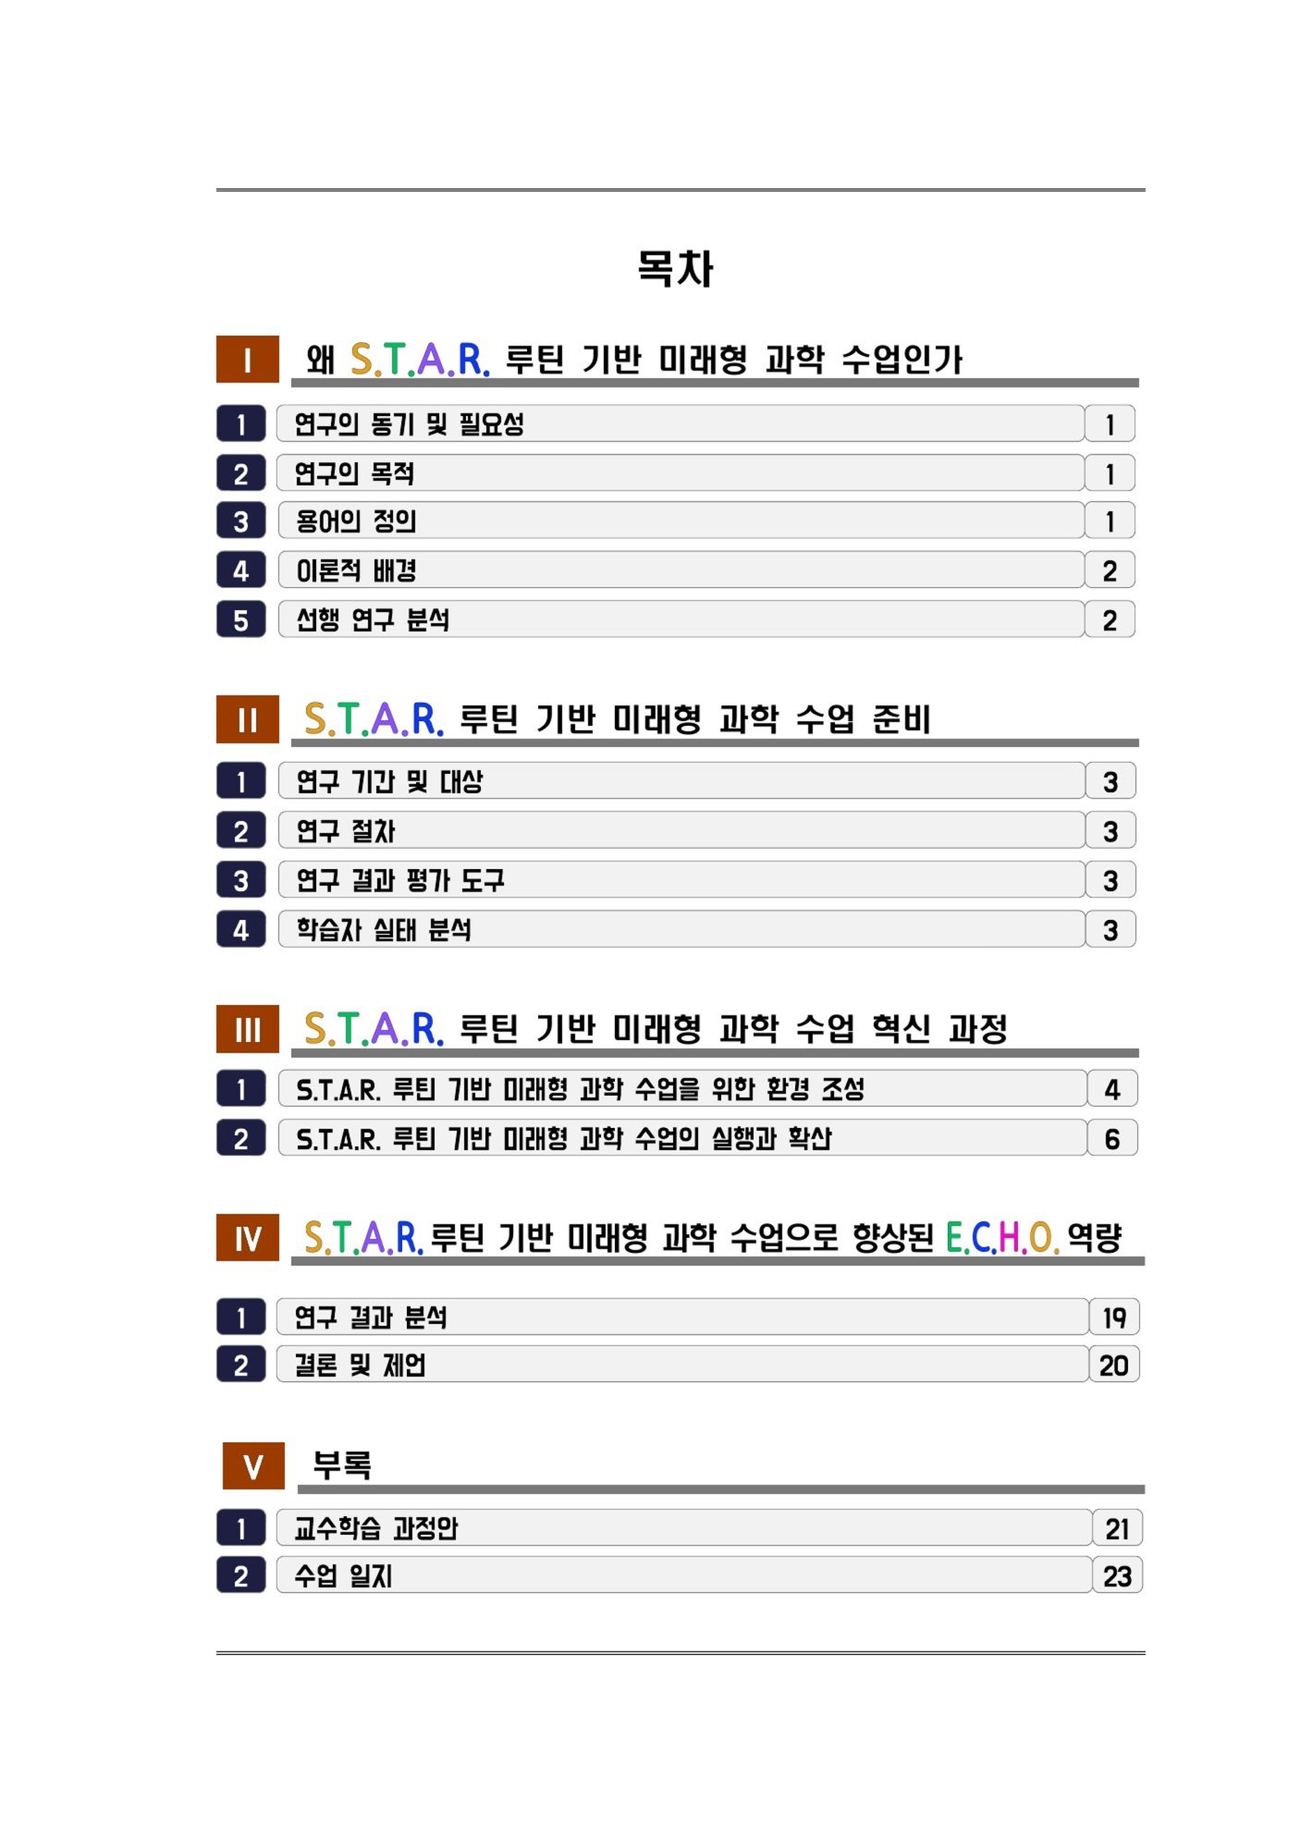 목차
I 왜 S.T.A.R. 루틴 기반 미래형 과학 수업인가
1 연구의 동기 및 필요성 1
2 연구의 목적 1
3 용어의 정의 1
4 이론적 배경 2
5 선행 연구 분석 2
II S.T.A.R. 루틴 기반 미래형 과학 수업 준비
1 연구 기간 및 대상 3
2 연구 절차 3
3 연구 결과 평가 도구 3
4 학습자 실태 분석 3
III S.T.A.R. 루틴 기반 미래형 과학 수업 혁신 과정
1 S.T.A.R. 루틴 기반 미래형 과학 수업을 위한 환경 조성 4
2 S.T.A.R. 루틴 기반 미래형 과학 수업의 실행과 확산 6
IV S.T.A.R. 루틴 기반 미래형 과학 수업으로 향상된 E.C.H.O. 역량
1 연구 결과 분석 19
2 결론 및 제언 20
V 부록
1 교수학습 과정안 21
2 수업 일지 23